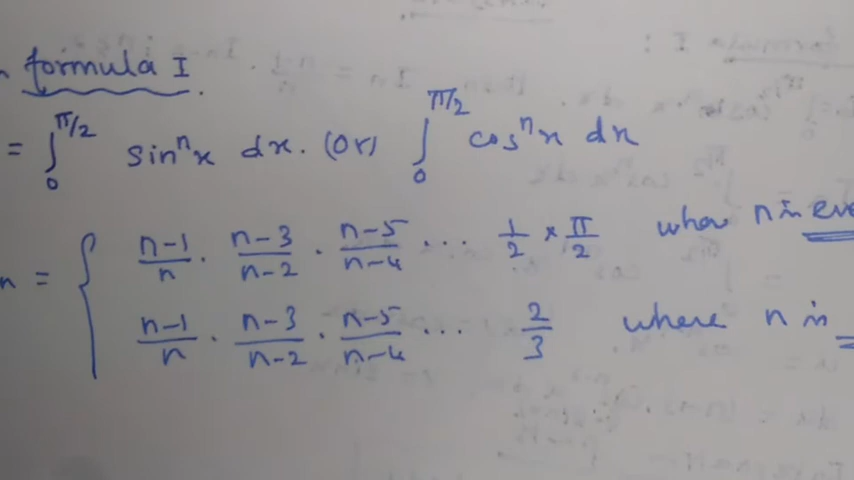 formula I.
= ∫₀^π/2 sinⁿx dx. (or) ∫₀^π/2 cosⁿx dx
n = { n-1/n · n-3/n-2 · n-5/n-4 ... 1/2 × π/2 when n is eve
n-1/n · n-3/n-2 · n-5/n-4 ... 2/3 where n is